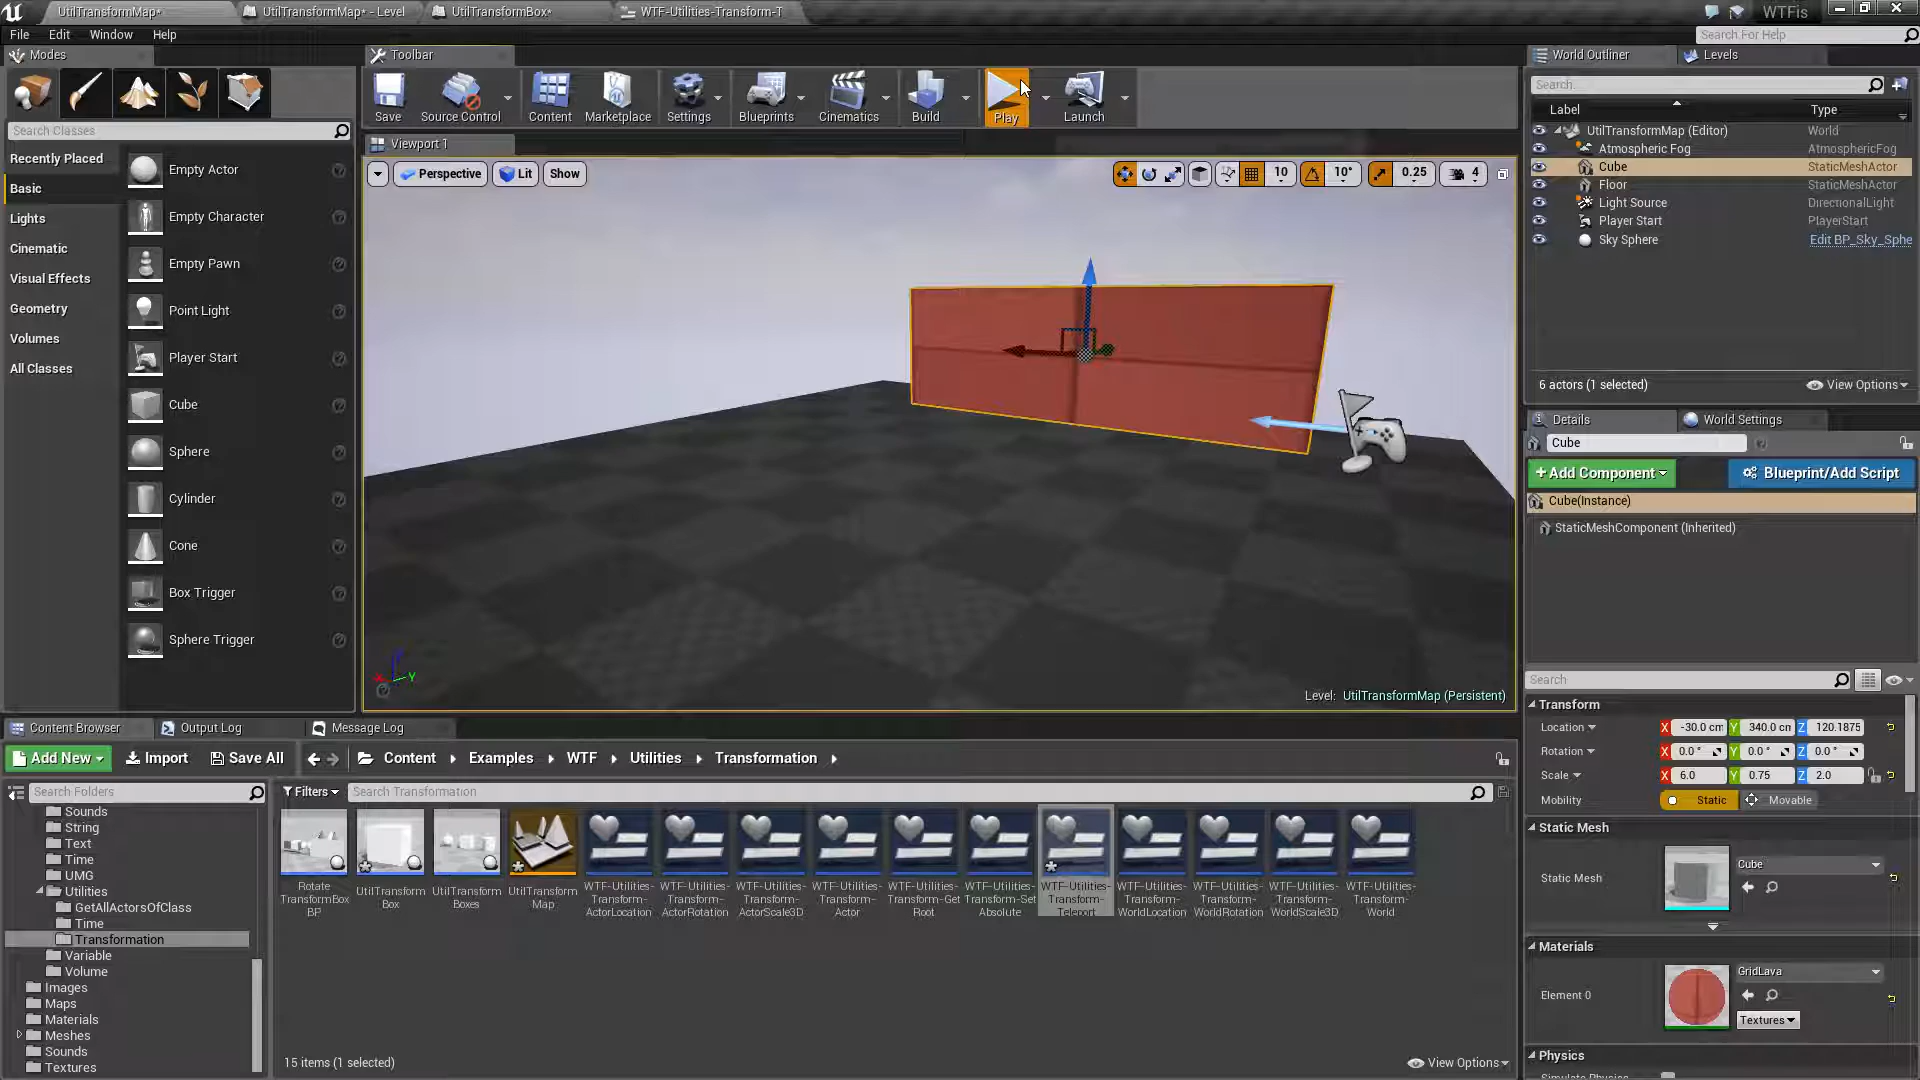 UtilTransformMap*
UtilTransformMap* - Level
UtilTransformBox*
WTF-Utilities-Transform-T
WTFis
File Edit Window Help
Search For Help
Modes
Toolbar
World Outliner
Levels
Save
Source Control
Content
Marketplace
Settings
Blueprints
Cinematics
Build
Play
Launch
Search...
Label Type
UtilTransformMap (Editor) World
Atmospheric Fog AtmosphericFog
Cube StaticMeshActor
Floor StaticMeshActor
Light Source DirectionalLight
Player Start PlayerStart
Sky Sphere Edit BP_Sky_Sphe
6 actors (1 selected) View Options
Search Classes
Recently Placed
Basic
Lights
Cinematic
Visual Effects
Geometry
Volumes
All Classes
Empty Actor
Empty Character
Empty Pawn
Point Light
Player Start
Cube
Sphere
Cylinder
Cone
Box Trigger
Sphere Trigger
Viewport 1
Perspective Lit Show
10 10° 0.25 4
X Y
Level: UtilTransformMap (Persistent)
Details
World Settings
Cube
+Add Component
Blueprint/Add Script
Cube(Instance)
StaticMeshComponent (Inherited)
Search
Transform
Location X -30.0 cm Y 340.0 cm Z 120.1875
Rotation X 0.0° Y 0.0° Z 0.0°
Scale X 6.0 Y 0.75 Z 2.0
Mobility Static Movable
Static Mesh
Static Mesh Cube
Materials
Element 0 GridLava
Textures
Physics
Content Browser
Output Log
Message Log
Add New
Import
Save All
Content Examples WTF Utilities Transformation
Search Folders
Filters
Search Transformation
Sounds
String
Text
Time
UMG
Utilities
GetAllActorsOfClass
Time
Transformation
Variable
Volume
Images
Maps
Materials
Meshes
Sounds
Textures
Rotate
TransformBox
BP
UtilTransform
Box
UtilTransform
Boxes
UtilTransform
Map
WTF-Utilities-
Transform-
ActorLocation
WTF-Utilities-
Transform-
ActorRotation
WTF-Utilities-
Transform-
ActorScale3D
WTF-Utilities-
Transform-
Actor
WTF-Utilities-
Transform-Get
Root
WTF-Utilities-
Transform-Set
Absolute
WTF-Utilities-
Transform-
Teleport
WTF-Utilities-
Transform-
WorldLocation
WTF-Utilities-
Transform-
WorldRotation
WTF-Utilities-
Transform-
WorldScale3D
WTF-Utilities-
Transform-
World
15 items (1 selected)
View Options